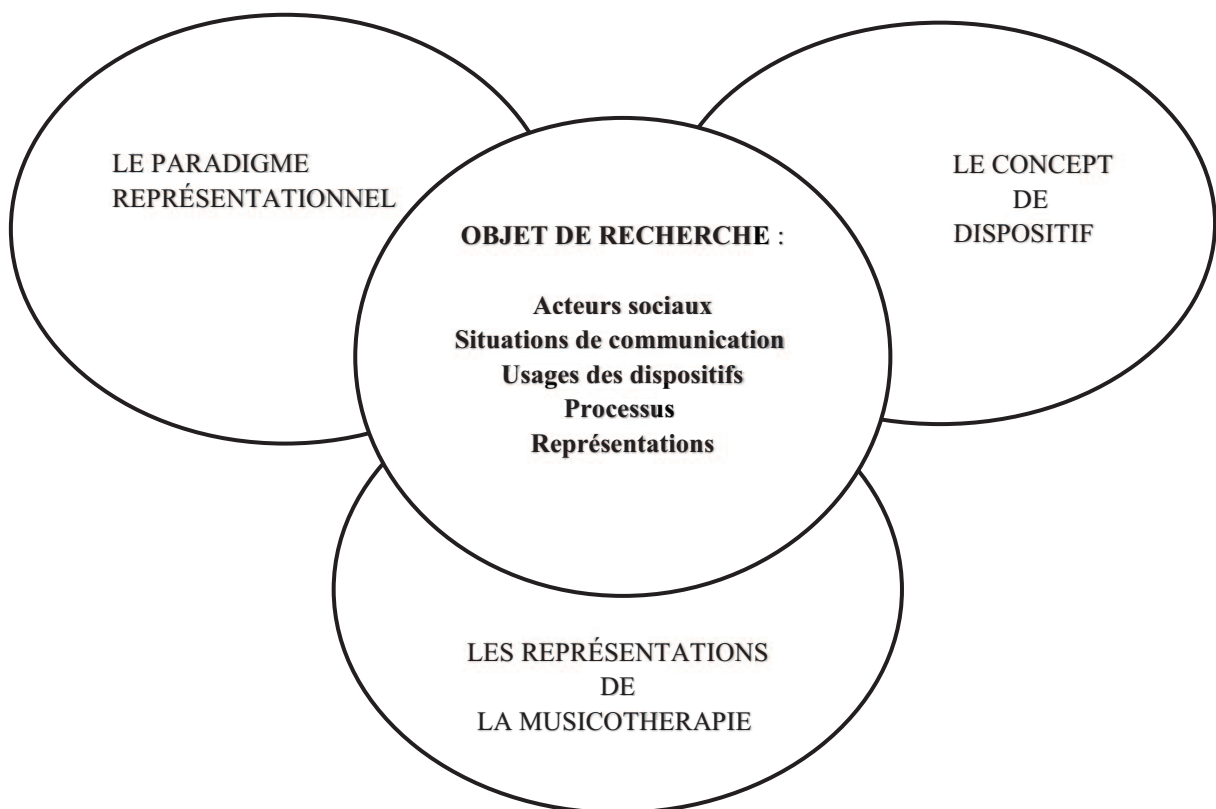 LE PARADIGME
REPRÉSENTATIONNEL
LE CONCEPT
DE
DISPOSITIF
OBJET DE RECHERCHE :
Acteurs sociaux
Situations de communication
Usages des dispositifs
Processus
Représentations
LES REPRÉSENTATIONS
DE
LA MUSICOTHERAPIE